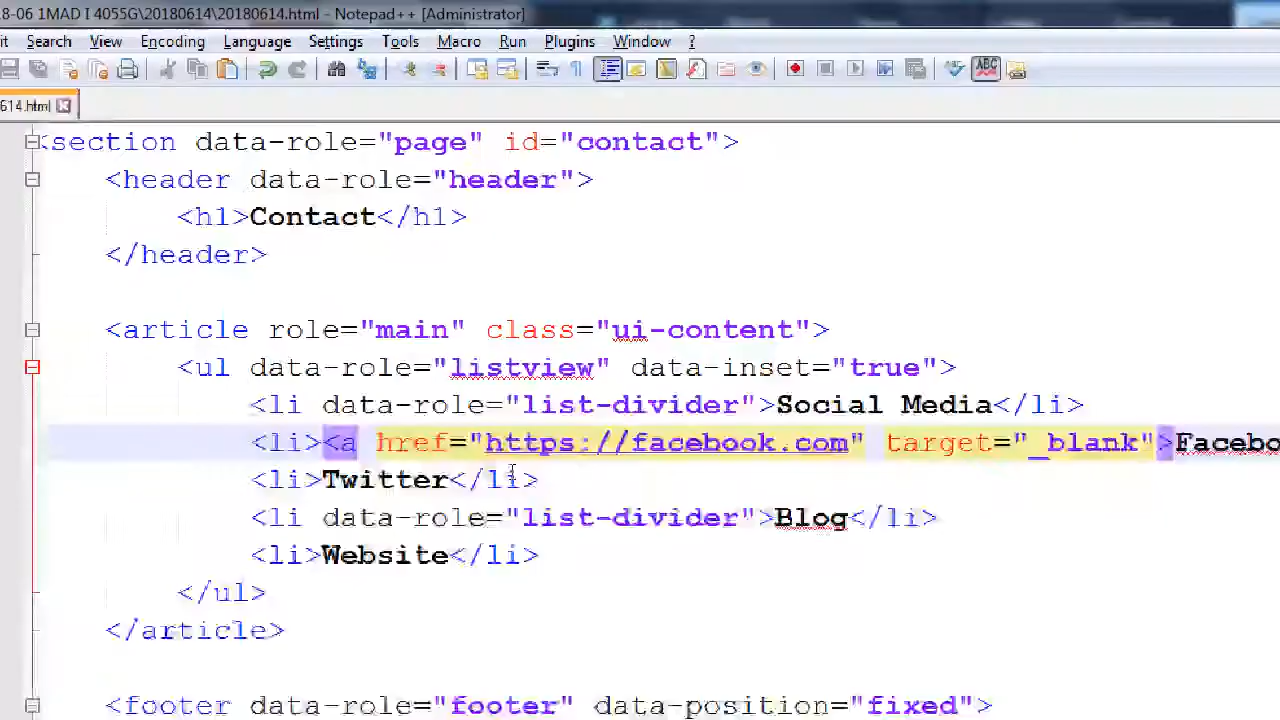 18-06 1MAD I 4055G\20180614\20180614.html - Notepad++ [Administrator]
it Search View Encoding Language Settings Tools Macro Run Plugins Window ?
ABC
614.html
<section data-role="page" id="contact">
<header data-role="header">
<h1>Contact</h1>
</header>
<article role="main" class="ui-content">
<ul data-role="listview" data-inset="true">
<li data-role="list-divider">Social Media</li>
<li><a href="https://facebook.com" target="_blank">Facebo
<li>Twitter</li>
<li data-role="list-divider">Blog</li>
<li>Website</li>
</ul>
</article>
<footer data-role="footer" data-position="fixed">